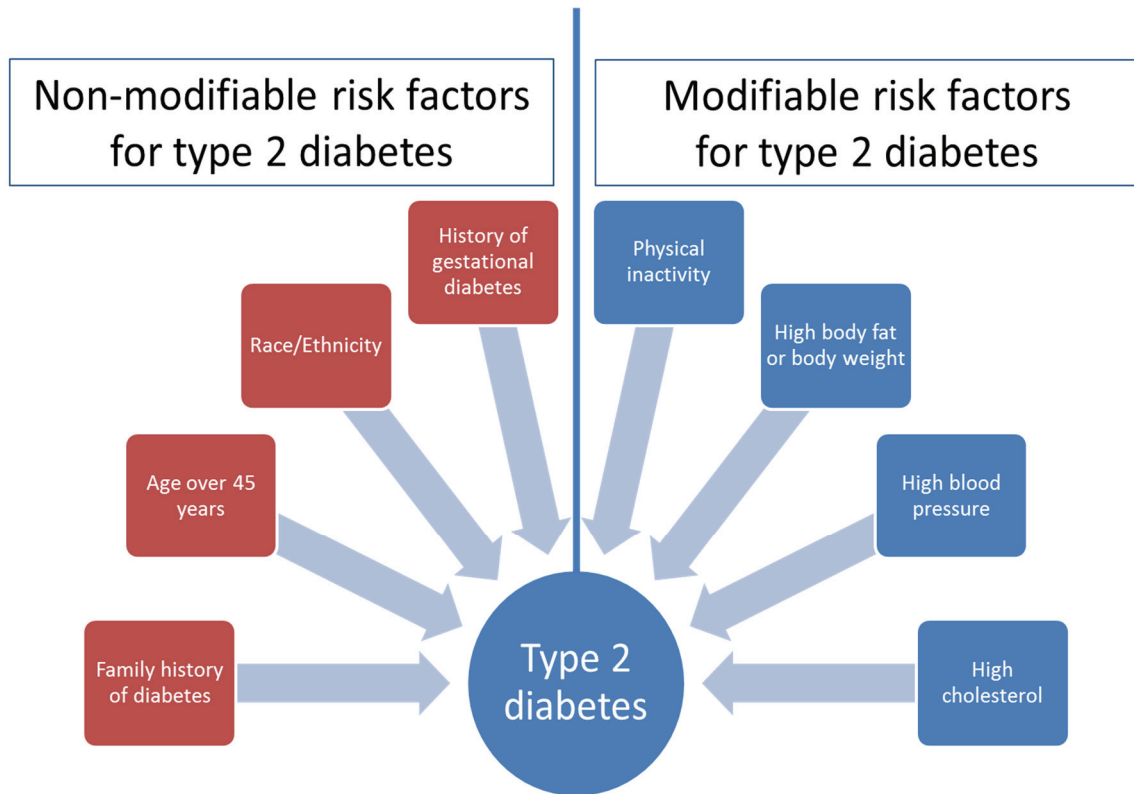 Non-modifiable risk factors
for type 2 diabetes
Modifiable risk factors
for type 2 diabetes
History of
gestational
diabetes
Physical
inactivity
Race/Ethnicity
High body fat
or body weight
Age over 45
years
High blood
pressure
Family history
of diabetes
Type 2
diabetes
High
cholesterol